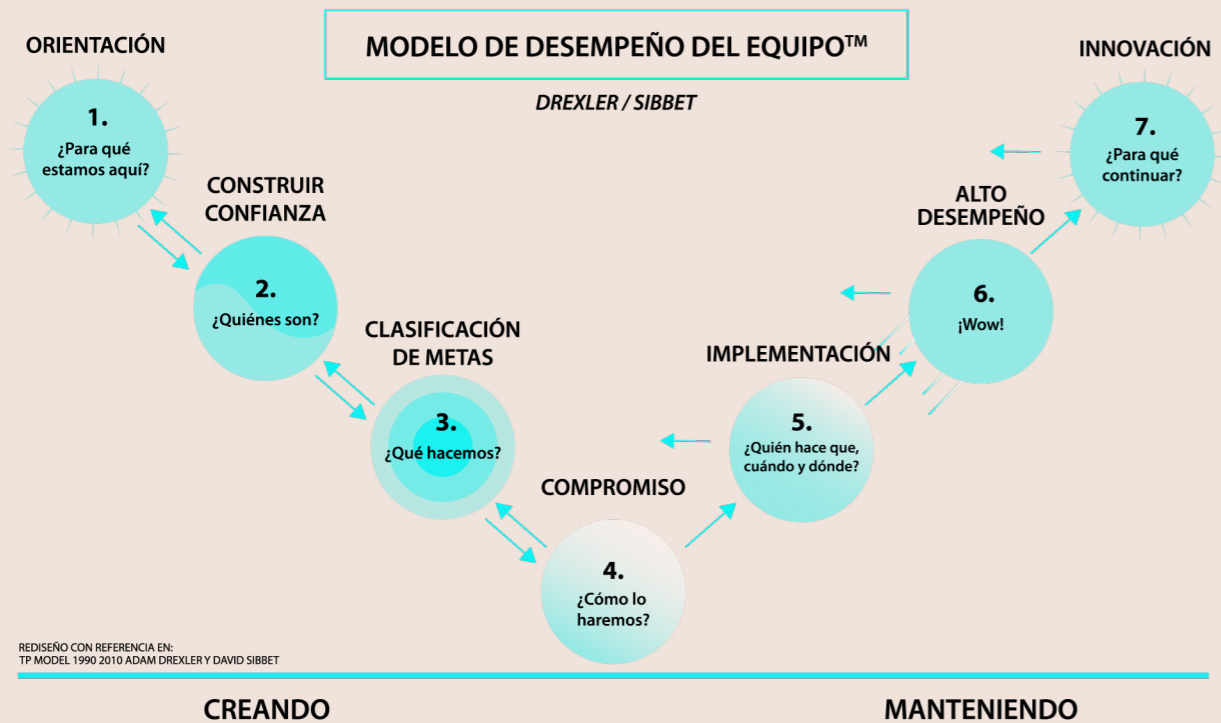 MODELO DE DESEMPEÑO DEL EQUIPO™
DREXLER / SIBBET
ORIENTACIÓN
1.
¿Para qué
estamos aquí?
CONSTRUIR
CONFIANZA
2.
¿Quiénes son?
CLASIFICACIÓN
DE METAS
3.
¿Qué hacemos?
COMPROMISO
4.
¿Cómo lo
haremos?
IMPLEMENTACIÓN
5.
¿Quién hace que,
cuándo y dónde?
ALTO
DESEMPEÑO
6.
¡Wow!
INNOVACIÓN
7.
¿Para qué
continuar?
REDISEÑO CON REFERENCIA EN:
TP MODEL 1990 2010 ADAM DREXLER Y DAVID SIBBET
CREANDO
MANTENIENDO